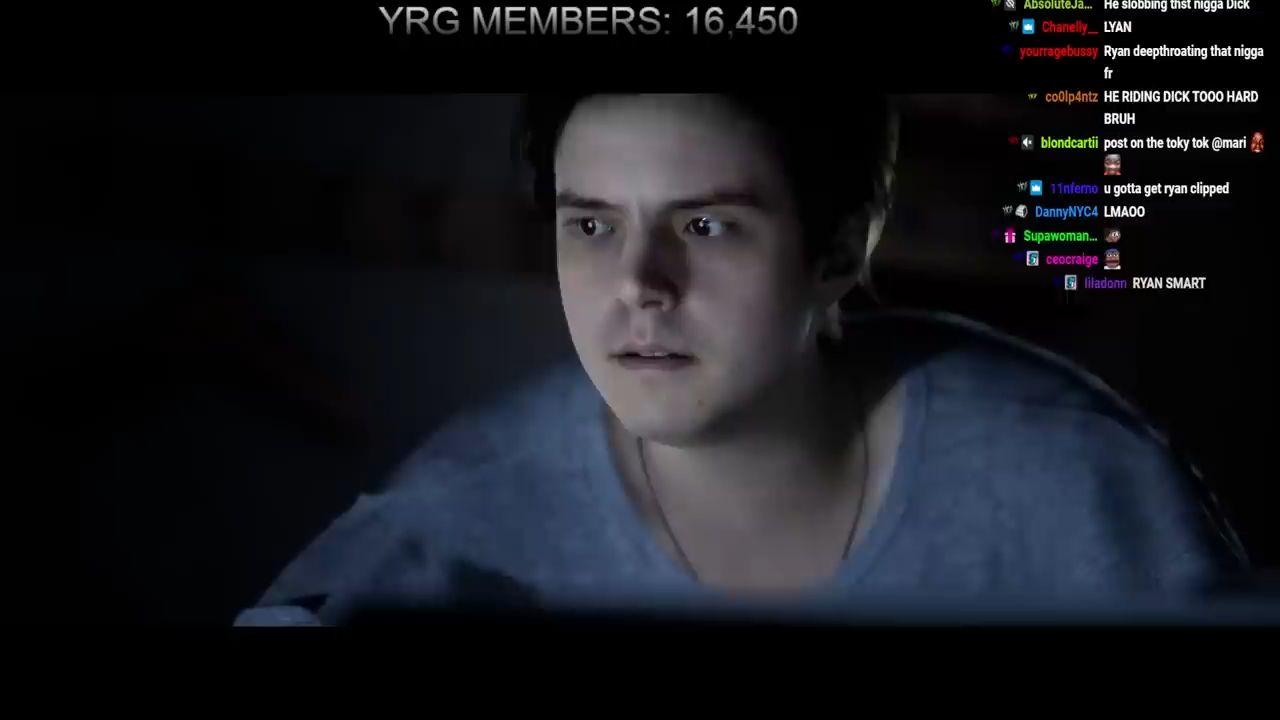 YRG MEMBERS: 16,450
AbsoluteJa... He slobbing thst nigga Dick
Chanelly__ LYAN
yourragebussy Ryan deepthroating that nigga
fr
co0lp4ntz HE RIDING DICK TOOO HARD
BRUH
blondcartii post on the toky tok @mari
11nferno u gotta get ryan clipped
DannyNYC4 LMAOO
Supawoman...
ceocraige
liladonn RYAN SMART